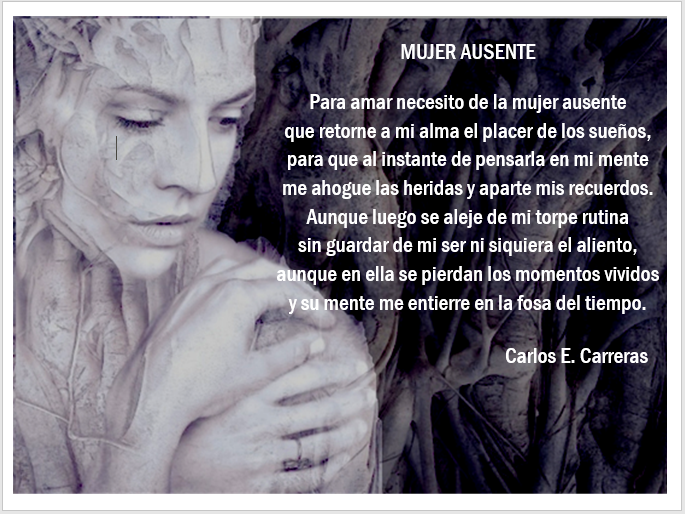 MUJER AUSENTE
Para amar necesito de la mujer ausente
que retorne a mi alma el placer de los sueños,
para que al instante de pensarla en mi mente
me ahogue las heridas y aparte mis recuerdos.
Aunque luego se aleje de mi torpe rutina
sin guardar de mi ser ni siquiera el aliento,
aunque en ella se pierdan los momentos vividos
y su mente me entierre en la fosa del tiempo.
Carlos E. Carreras